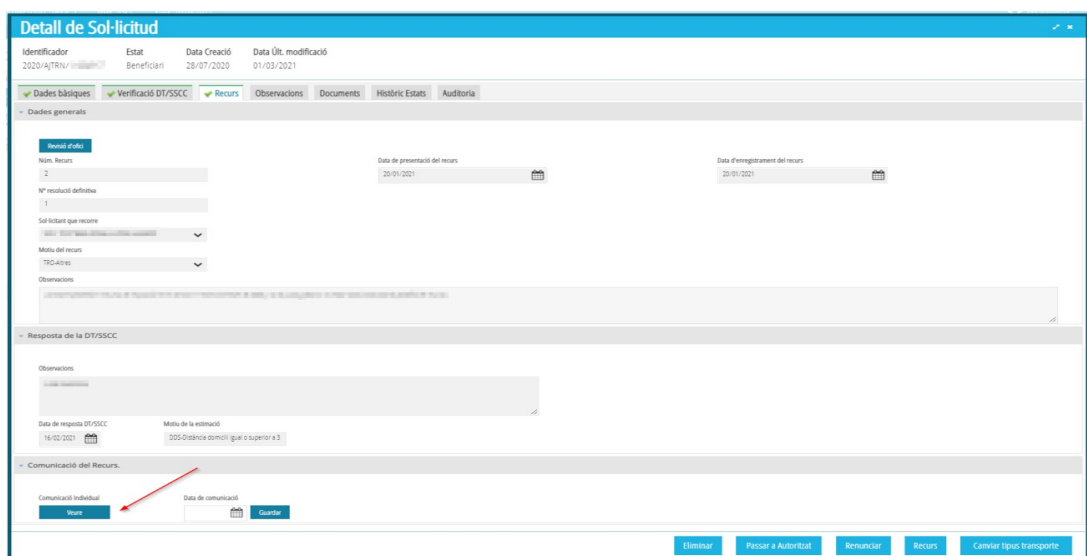 Detall de Sol·licitud
Identificador Estat Data Creació Data Últ. modificació
2020/AJTRN/ Beneficiari 28/07/2020 01/03/2021
Dades bàsiques Verificació DT/SSCC Recurs Observacions Documents Històric Estats Auditoria
Dades generals
Revisió d'ofici
Núm. Recurs Data de presentació del recurs Data d'enregistrament del recurs
2 20/01/2021 20/01/2021
Nº resolució definitiva
1
Sol·licitant que recorre
Motiu del recurs
TRD-Altres
Observacions
Resposta de la DT/SSCC
Observacions
Data de resposta DT/SSCC Motiu de la estimació
16/02/2021 DDS-Distància domicili igual o superior a 3
Comunicació del Recurs.
Comunicació Individual Data de comunicació
Veure Guardar
Eliminar Passar a Autoritzat Renunciar Recurs Canviar tipus transporte